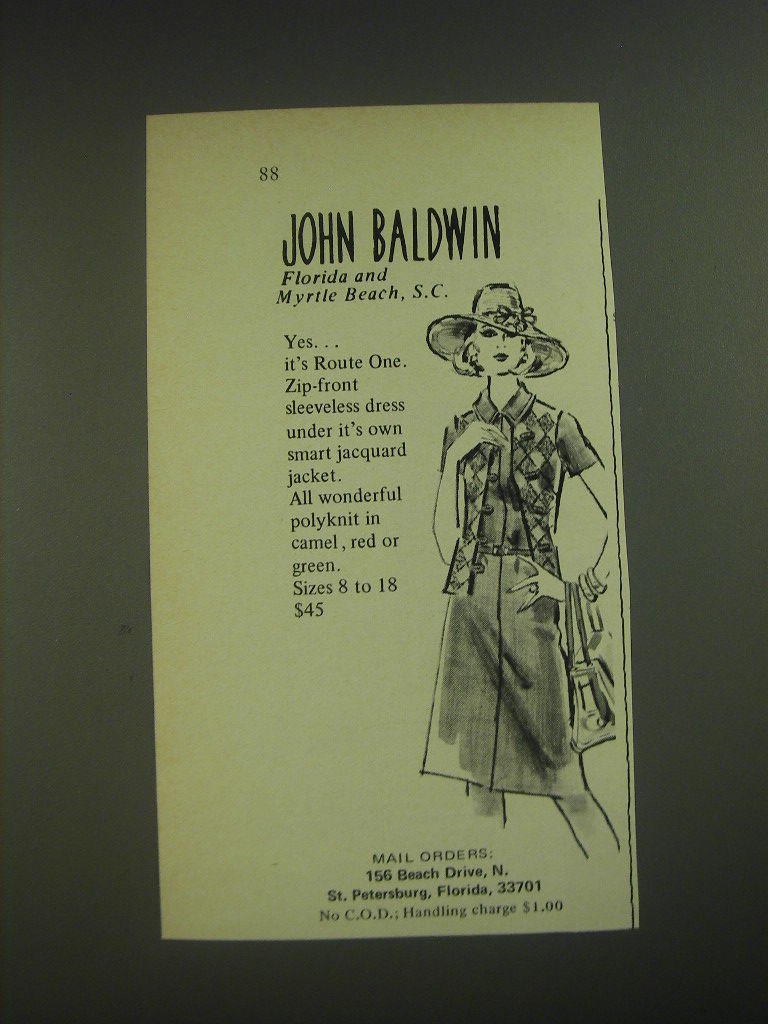 88
JOHN BALDWIN
Florida and
Myrtle Beach, S.C.
Yes. . .
it's Route One.
Zip-front
sleeveless dress
under it's own
smart jacquard
jacket.
All wonderful
polyknit in
camel , red or
green.
Sizes 8 to 18
$45
MAIL ORDERS:
156 Beach Drive, N.
St. Petersburg, Florida, 33701
No C.O.D.; Handling charge $1.00